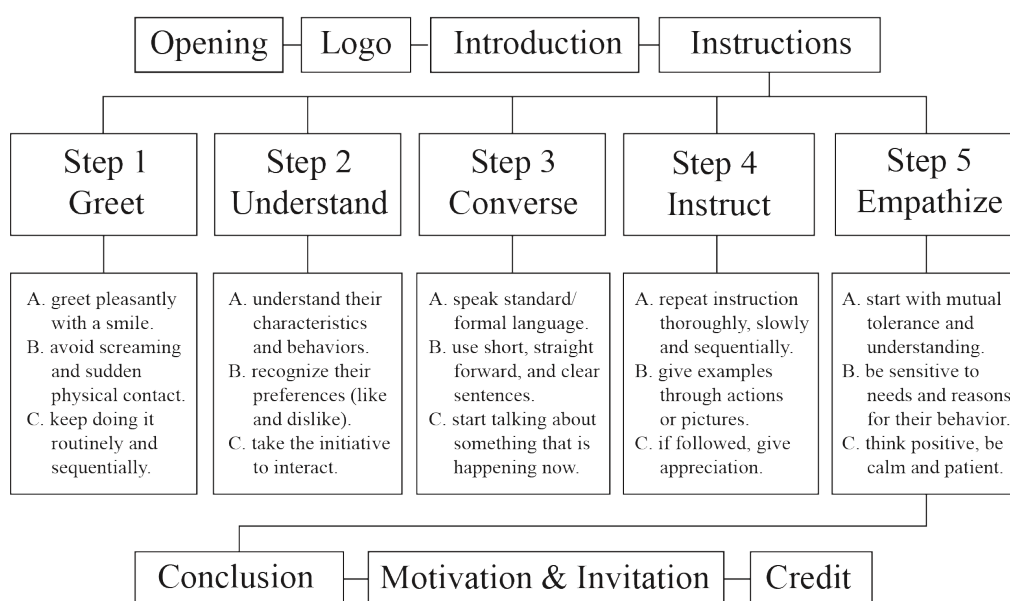 Opening
Logo
Introduction
Instructions
Step 1
Greet
Step 2
Understand
Step 3
Converse
Step 4
Instruct
Step 5
Empathize
A. greet pleasantly
with a smile.
B. avoid screaming
and sudden
physical contact.
C. keep doing it
routinely and
sequentially.
A. understand their
characteristics
and behaviors.
B. recognize their
preferences (like
and dislike).
C. take the initiative
to interact.
A. speak standard/
formal language.
B. use short, straight
forward, and clear
sentences.
C. start talking about
something that is
happening now.
A. repeat instruction
thoroughly, slowly
and sequentially.
B. give examples
through actions
or pictures.
C. if followed, give
appreciation.
A. start with mutual
tolerance and
understanding.
B. be sensitive to
needs and reasons
for their behavior.
C. think positive, be
calm and patient.
Conclusion
Motivation & Invitation
Credit